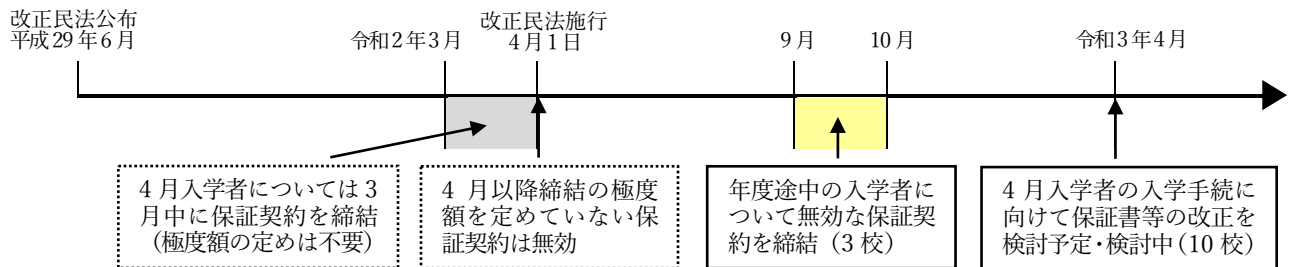 改正民法公布
平成29年6月
令和2年3月
改正民法施行
4月1日
9月
10月
令和3年4月
4月入学者については3
月中に保証契約を締結
（極度額の定めは不要）
4月以降締結の極度
額を定めていない保
証契約は無効
年度途中の入学者に
ついて無効な保証契
約を締結（3校）
4月入学者の入学手続に
向けて保証書等の改正を
検討予定・検討中（10校）